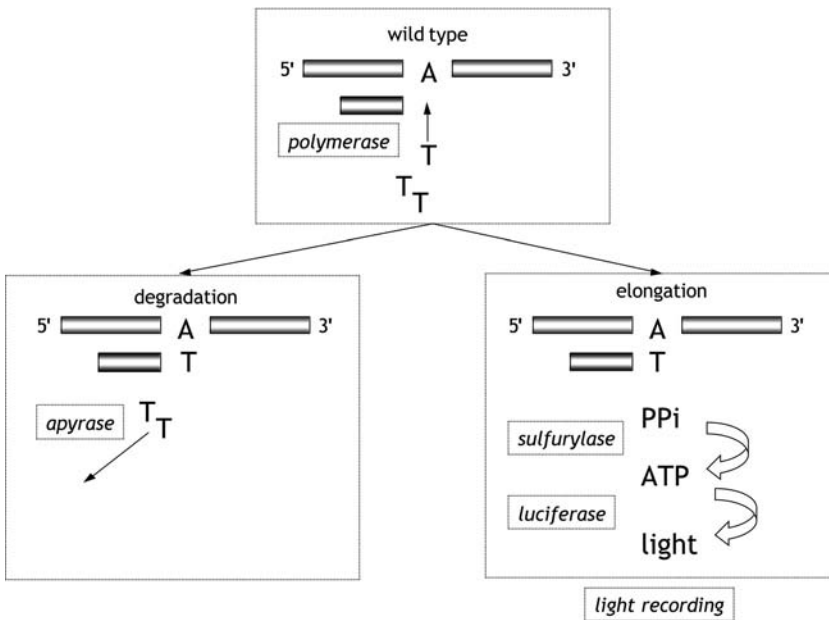 wild type
5' A 3'
polymerase
T
T
T
degradation
5' A 3'
T
apyrase
T
T
elongation
5' A 3'
T
PPi
sulfurylase
ATP
luciferase
light
light recording